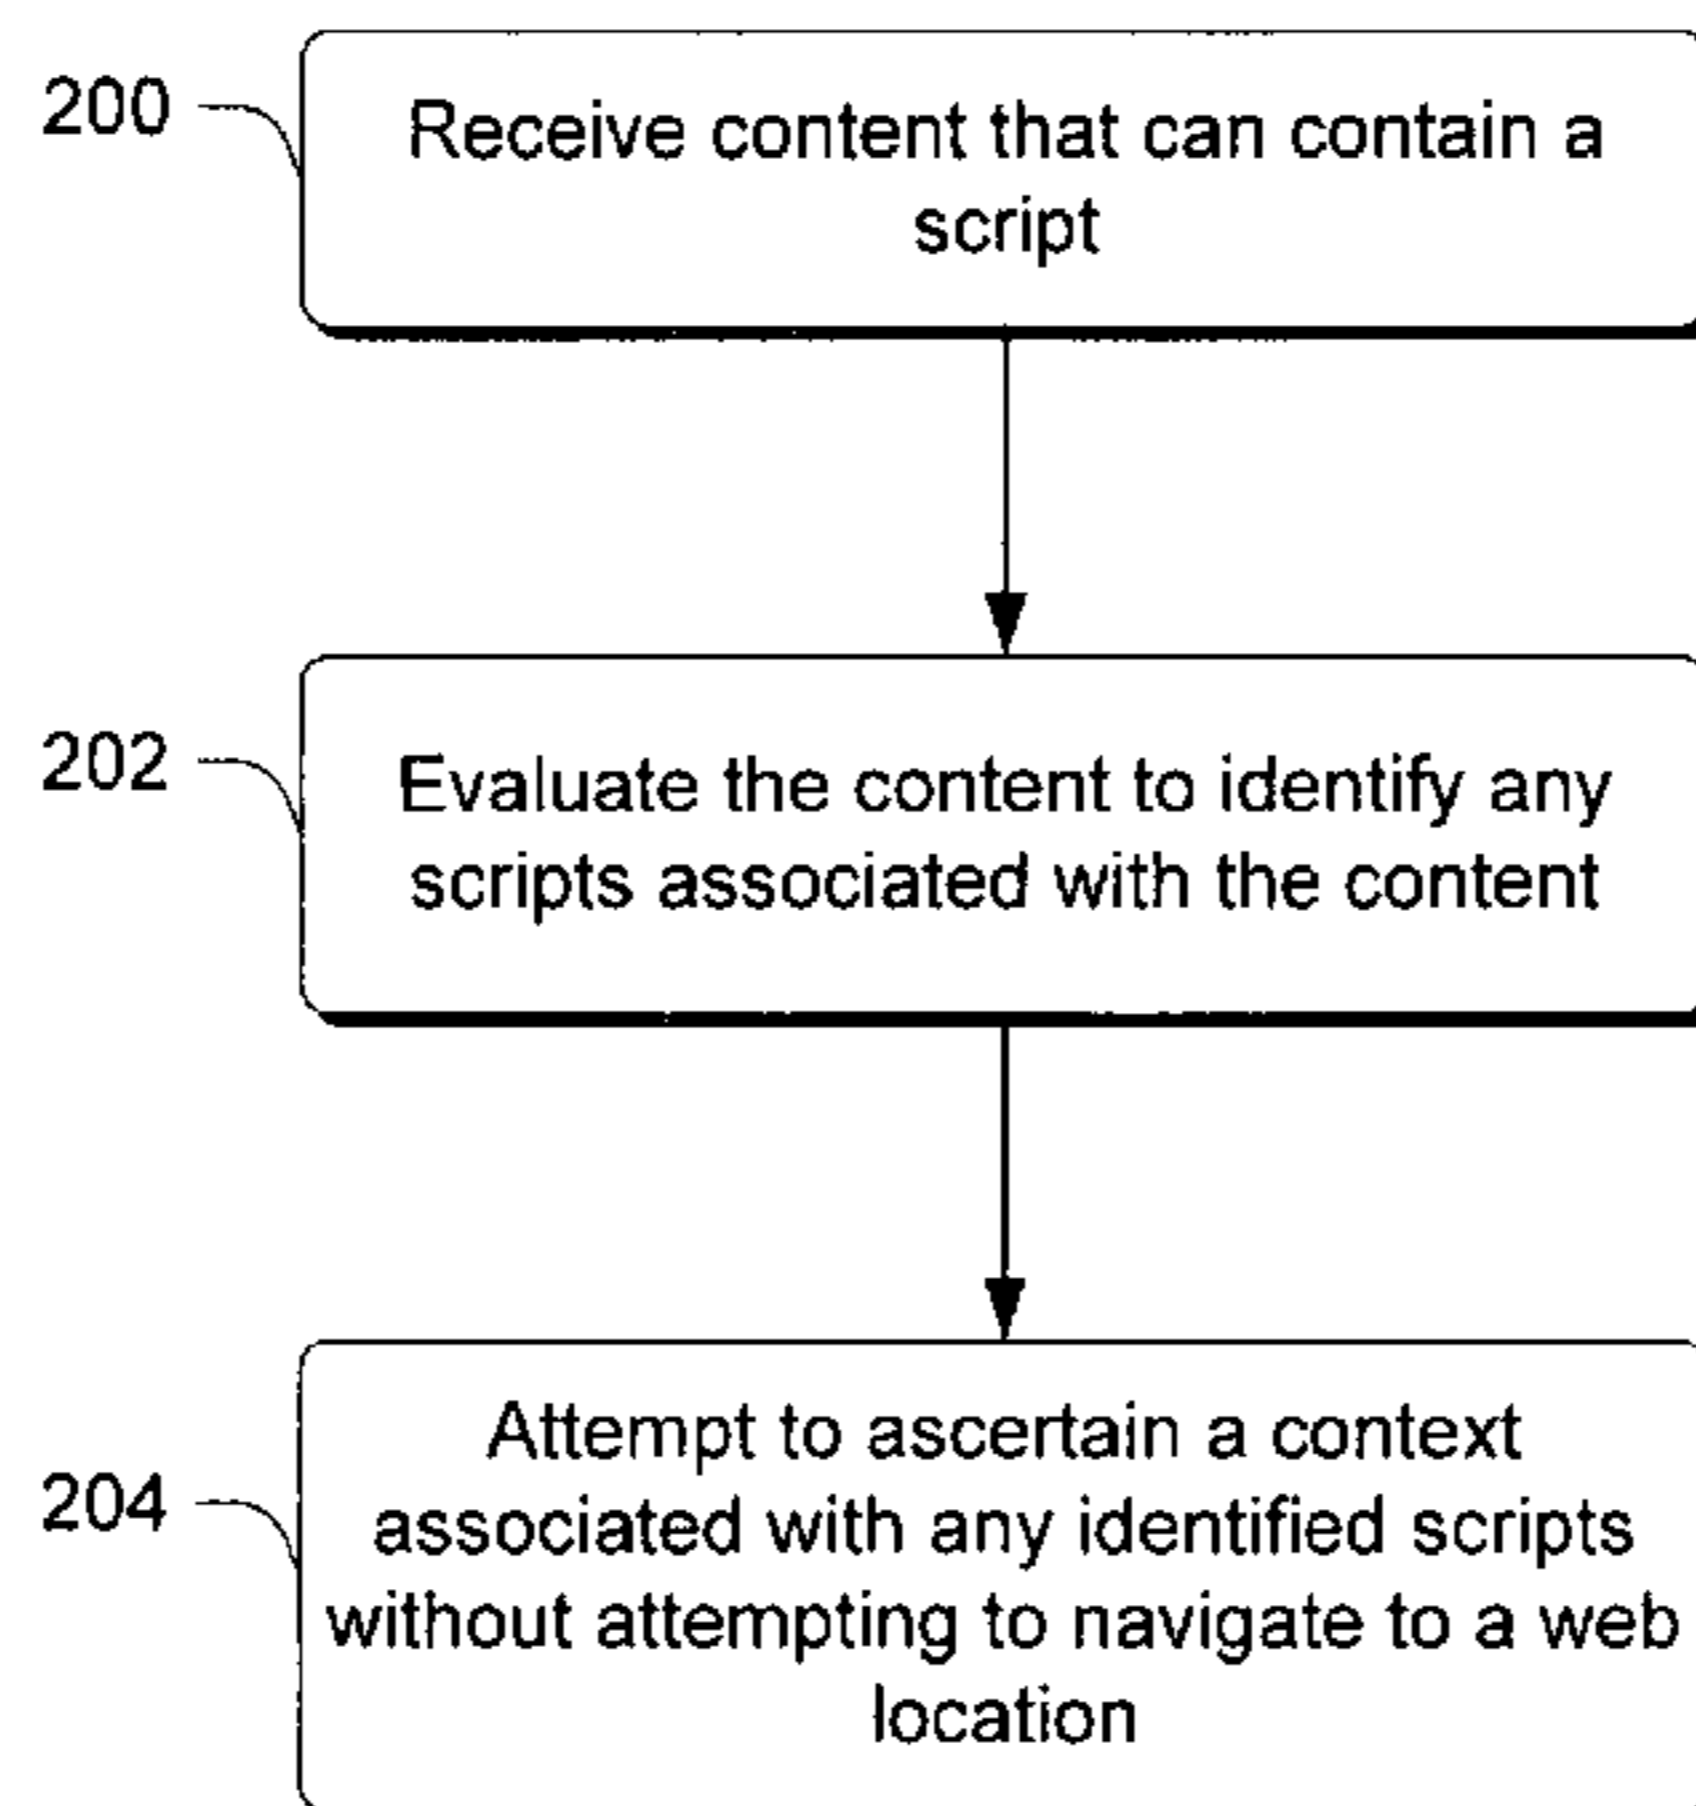 200
Receive content that can contain a
script
202
Evaluate the content to identify any
scripts associated with the content
204
Attempt to ascertain a context
associated with any identified scripts
without attempting to navigate to a web
location